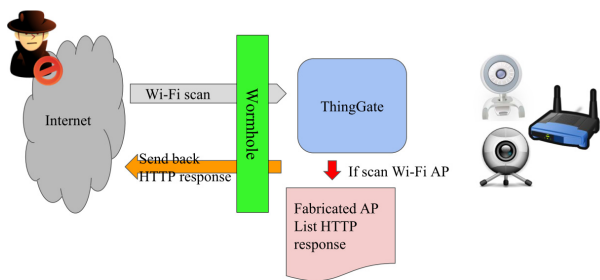 Wi-Fi scan
Wormhole
ThingGate
Internet
Send back
HTTP response
If scan Wi-Fi AP
Fabricated AP
List HTTP
response